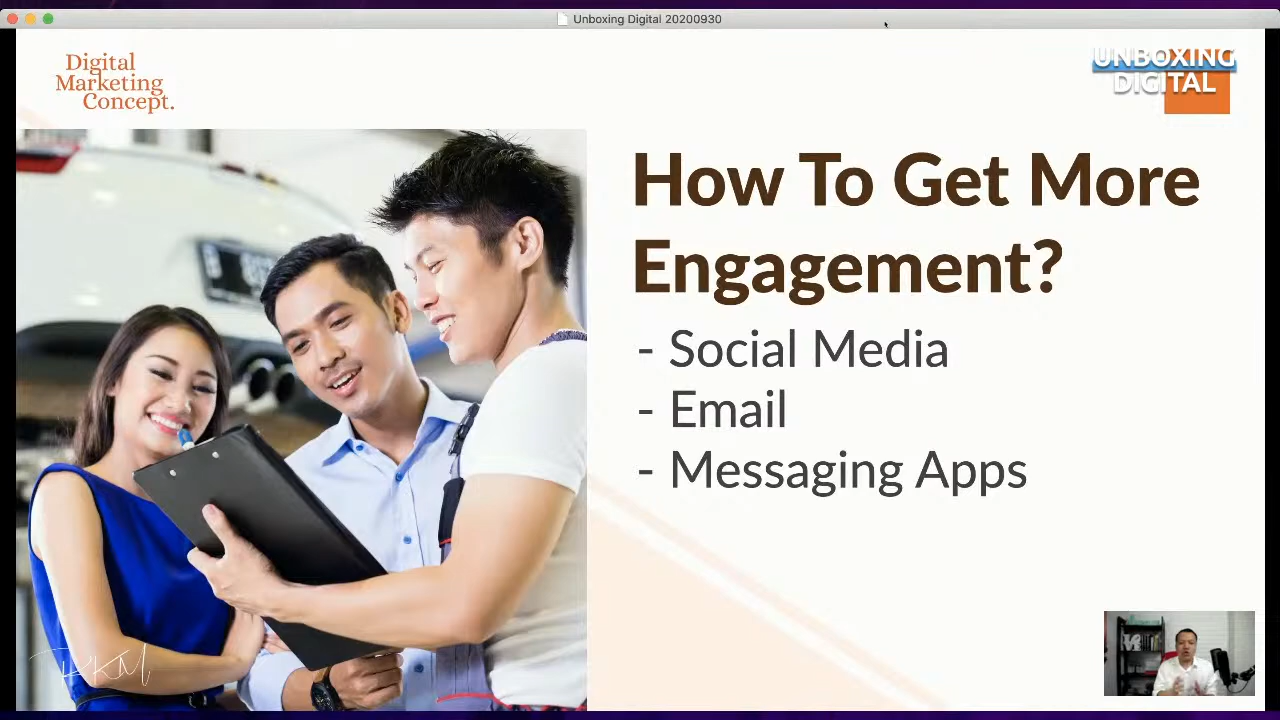 Unboxing Digital 20200930
Digital
Marketing
Concept.
UNBOXING
DIGITAL
How To Get More
Engagement?
- Social Media
- Email
- Messaging Apps